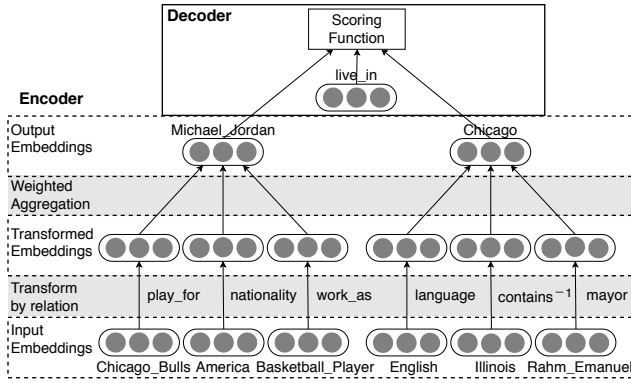 Decoder
Scoring
Function
live_in
Encoder
Output
Embeddings
Michael_Jordan
Chicago
Weighted
Aggregation
Transformed
Embeddings
Transform
by relation
play_for
nationality
work_as
language
contains⁻¹
mayor
Input
Embeddings
Chicago_Bulls
America
Basketball_Player
English
Illinois
Rahm_Emanuel